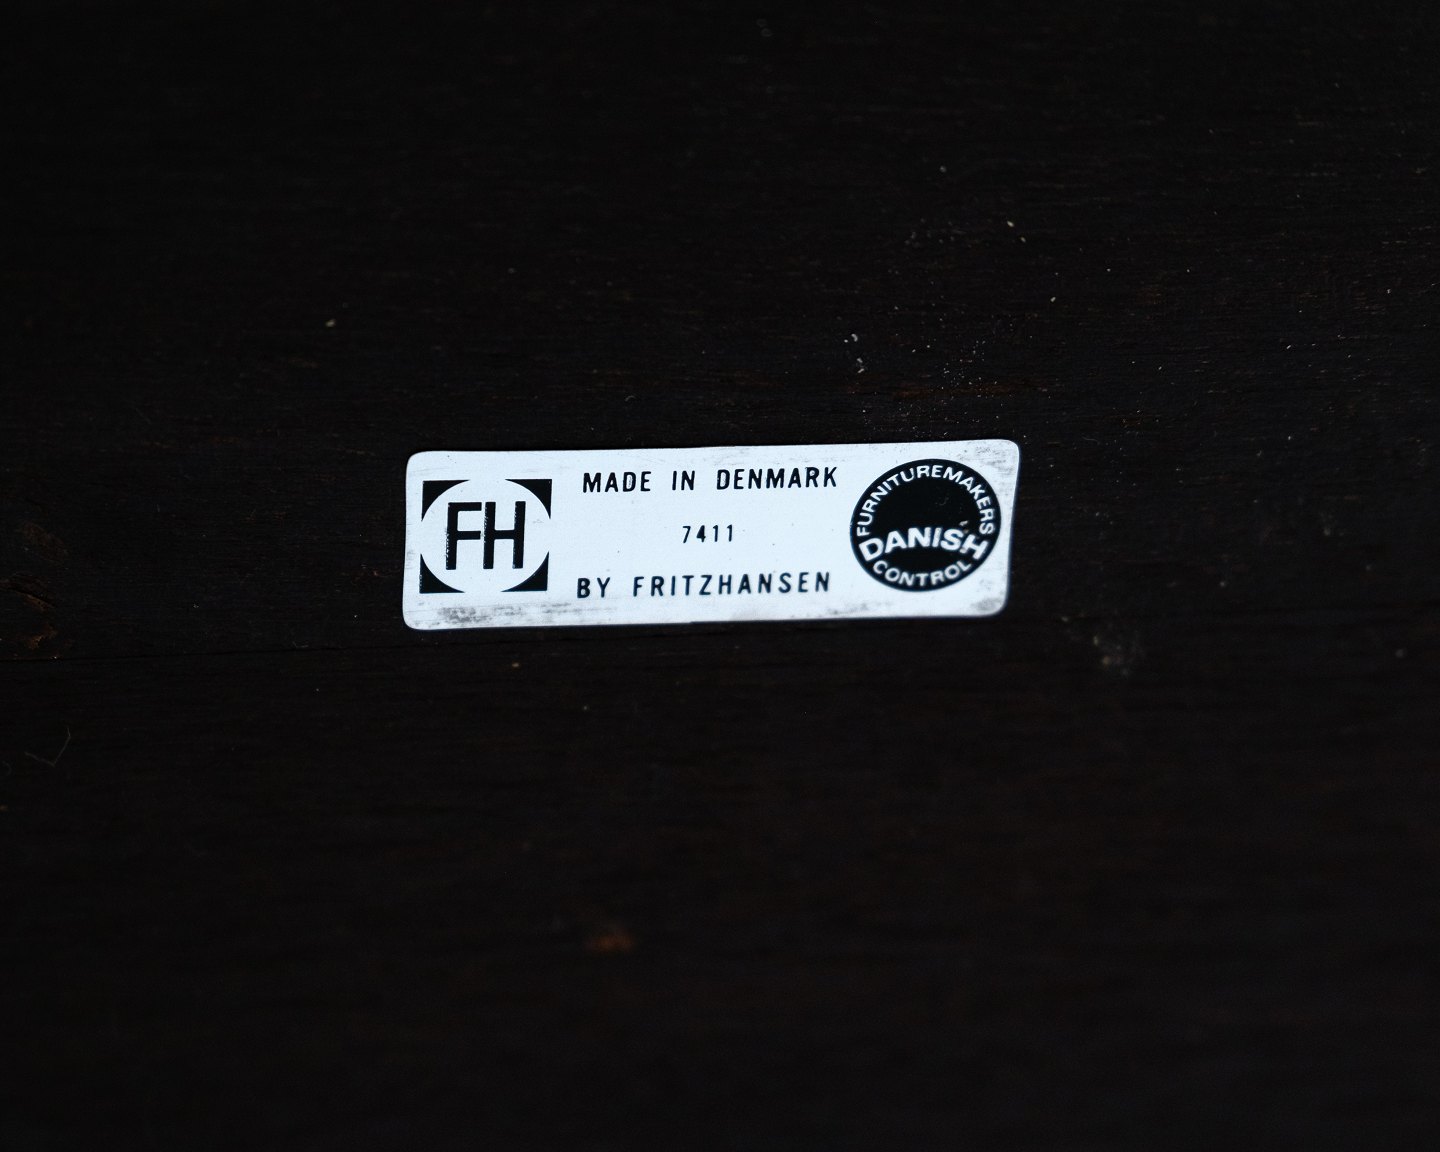 FH
MADE IN DENMARK
7411
BY FRITZHANSEN
FURNITUREMAKERS
DANISH
CONTROL